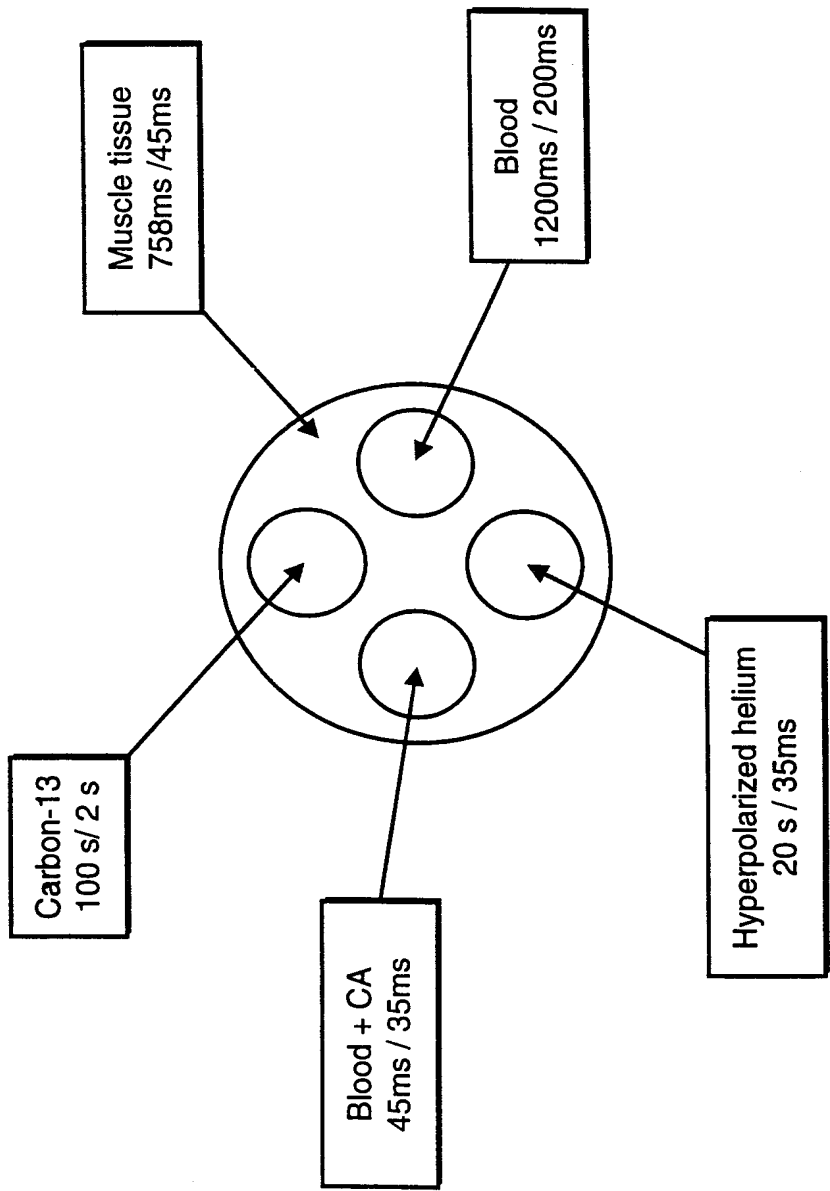 Carbon-13
100 s/ 2 s
Muscle tissue
758ms /45ms
Blood + CA
45ms / 35ms
Blood
1200ms / 200ms
Hyperpolarized helium
20 s / 35ms